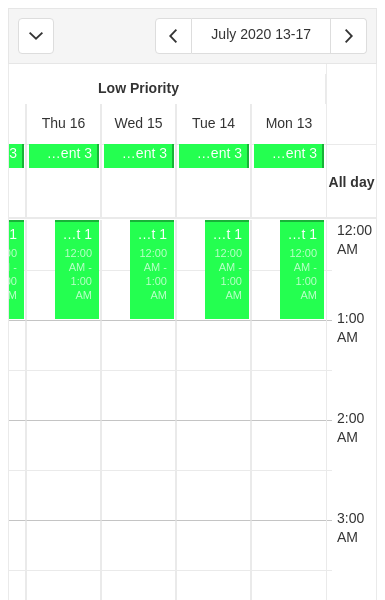 July 2020 13-17
Low Priority
Thu 16
Wed 15
Tue 14
Mon 13
3
...ent 3
...ent 3
...ent 3
...ent 3
All day
1
...t 1
12:00
AM -
1:00
AM
...t 1
12:00
AM -
1:00
AM
...t 1
12:00
AM -
1:00
AM
...t 1
12:00
AM -
1:00
AM
12:00
AM
1:00
AM
2:00
AM
3:00
AM